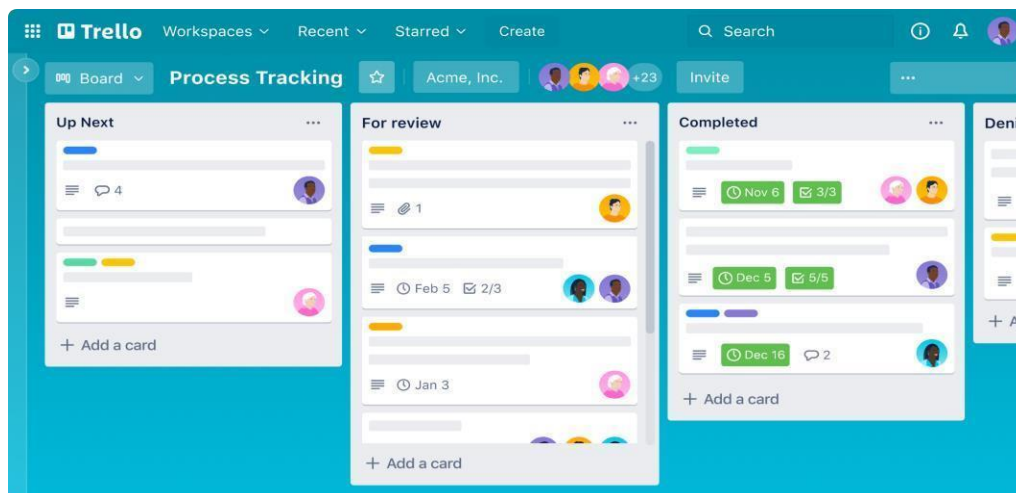 Trello Workspaces Recent Starred Create Search
Board Process Tracking Acme, Inc. +23 Invite
Up Next
4
+ Add a card
For review
1
Feb 5 2/3
Jan 3
+ Add a card
Completed
Nov 6 3/3
Dec 5 5/5
Dec 16 2
+ Add a card
Deni
+ A